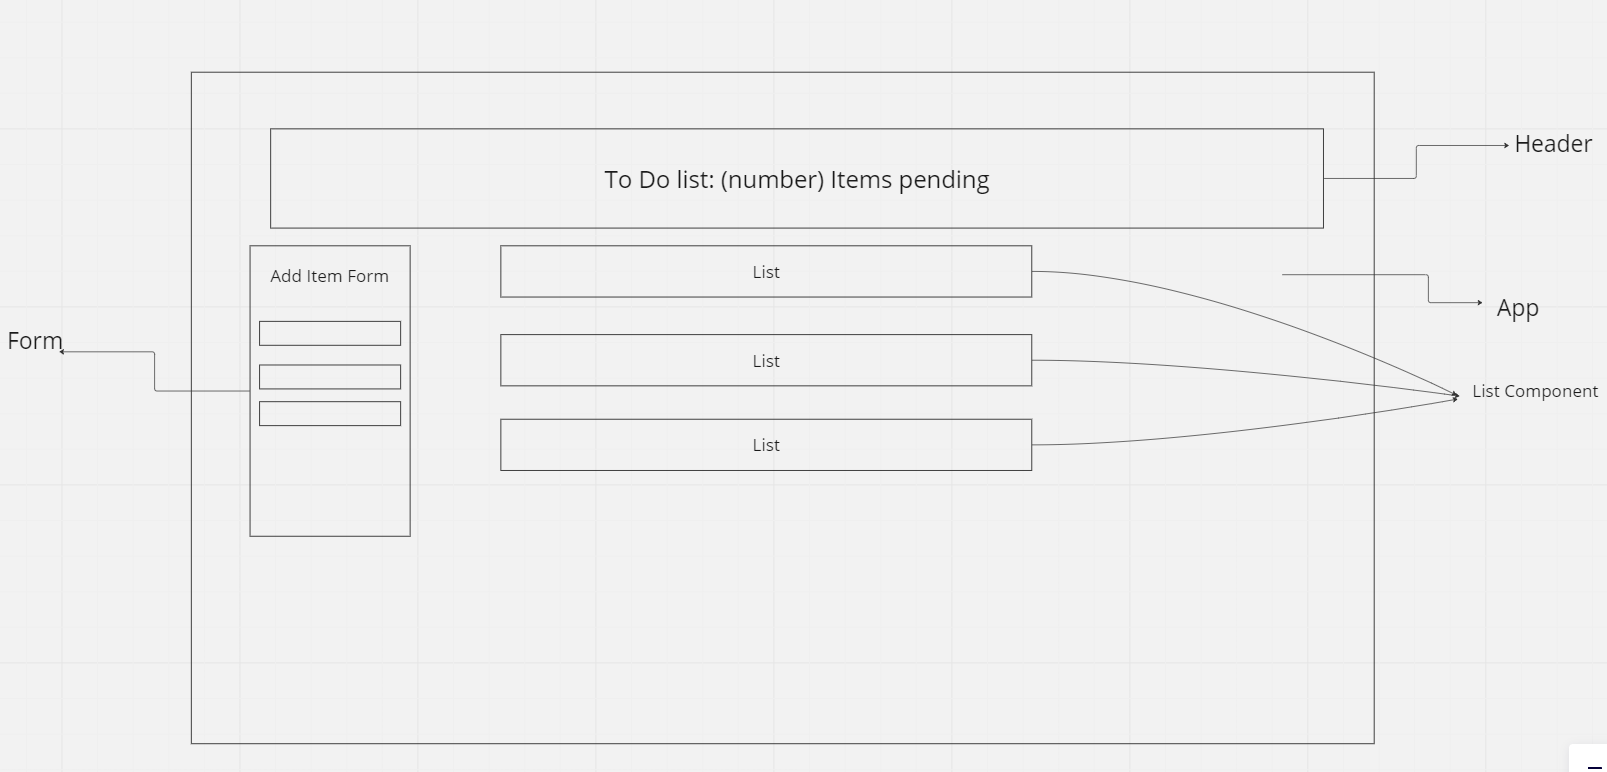 To Do list: (number) Items pending
Header
Add Item Form
List
App
Form
List
List Component
List